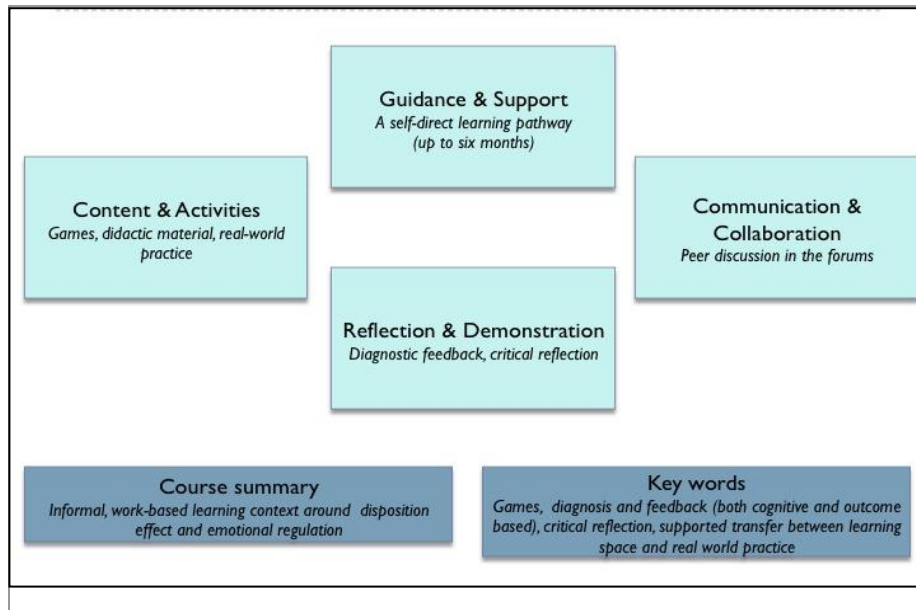 Guidance & Support
A self-direct learning pathway
(up to six months)
Content & Activities
Games, didactic material, real-world
practice
Communication &
Collaboration
Peer discussion in the forums
Reflection & Demonstration
Diagnostic feedback, critical reflection
Course summary
Informal, work-based learning context around disposition
effect and emotional regulation
Key words
Games, diagnosis and feedback (both cognitive and outcome
based), critical reflection, supported transfer between learning
space and real world practice